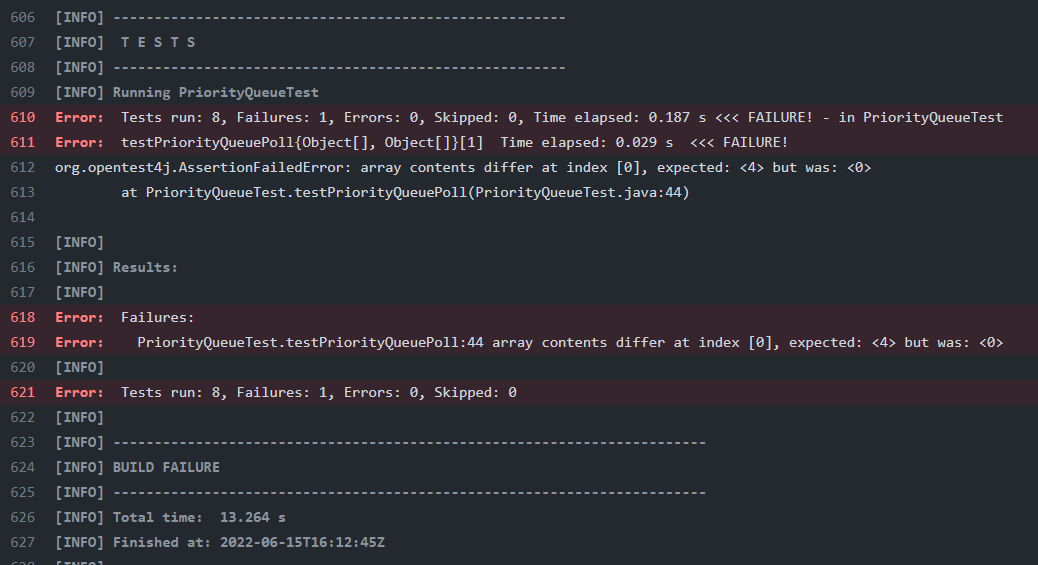 606 [INFO] -------------------------------------------------------
607 [INFO]  T E S T S
608 [INFO] -------------------------------------------------------
609 [INFO] Running PriorityQueueTest
610 Error:  Tests run: 8, Failures: 1, Errors: 0, Skipped: 0, Time elapsed: 0.187 s <<< FAILURE! - in PriorityQueueTest
611 Error:  testPriorityQueuePoll{Object[], Object[]}[1]  Time elapsed: 0.029 s  <<< FAILURE!
612 org.opentest4j.AssertionFailedError: array contents differ at index [0], expected: <4> but was: <0>
613         at PriorityQueueTest.testPriorityQueuePoll(PriorityQueueTest.java:44)
614
615 [INFO]
616 [INFO] Results:
617 [INFO]
618 Error:  Failures:
619 Error:    PriorityQueueTest.testPriorityQueuePoll:44 array contents differ at index [0], expected: <4> but was: <0>
620 [INFO]
621 Error:  Tests run: 8, Failures: 1, Errors: 0, Skipped: 0
622 [INFO]
623 [INFO] ------------------------------------------------------------------------
624 [INFO] BUILD FAILURE
625 [INFO] ------------------------------------------------------------------------
626 [INFO] Total time:  13.264 s
627 [INFO] Finished at: 2022-06-15T16:12:45Z